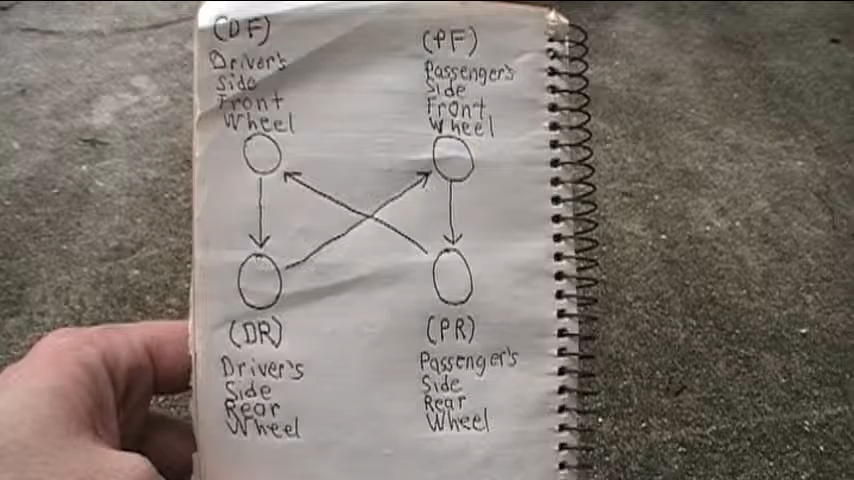 (DF)
Driver's
Side
Front
Wheel
(PF)
Passenger's
Side
Front
Wheel
(DR)
Driver's
Side
Rear
Wheel
(PR)
Passenger's
Side
Rear
Wheel